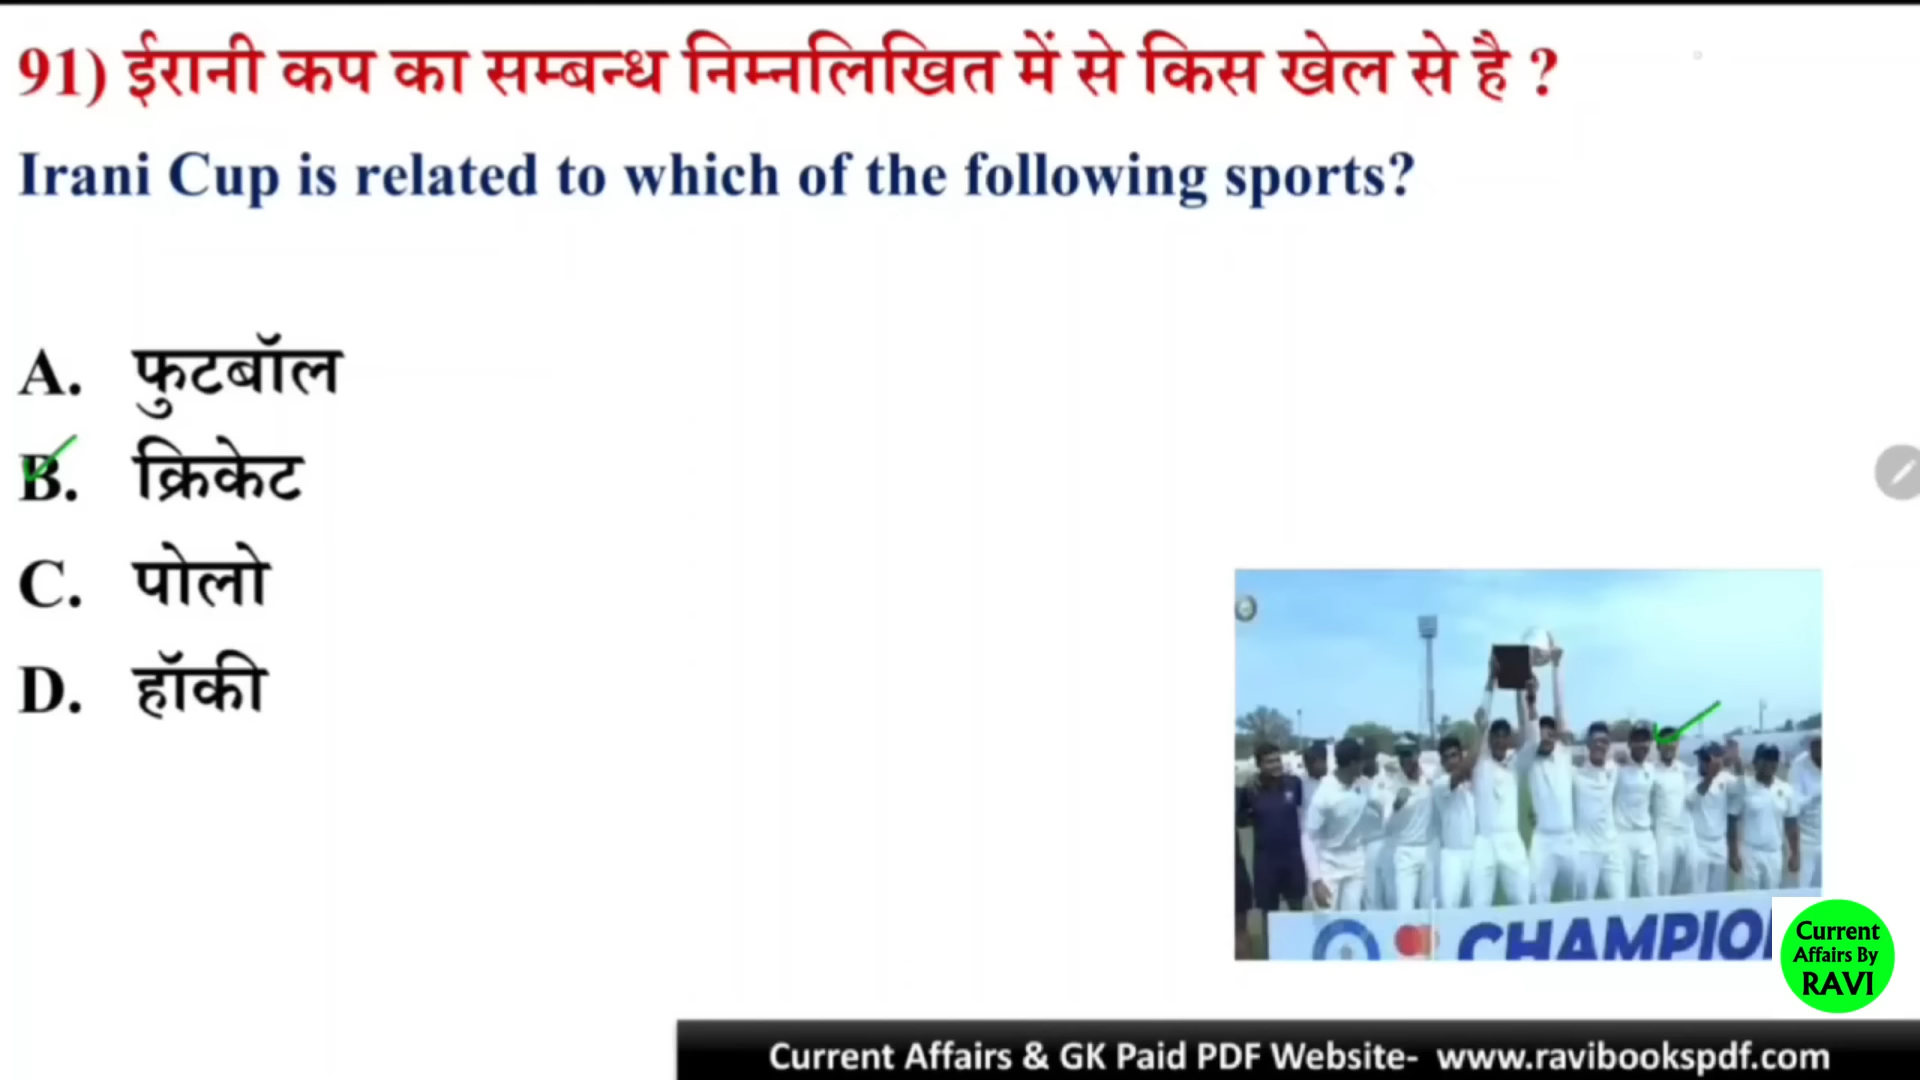 91) ईरानी कप का सम्बन्ध निम्नलिखित में से किस खेल से है ?
Irani Cup is related to which of the following sports?
A. फुटबॉल
B. क्रिकेट
C. पोलो
D. हॉकी
CHAMPIO
Current
Affairs By
RAVI
Current Affairs & GK Paid PDF Website- www.ravibookspdf.com